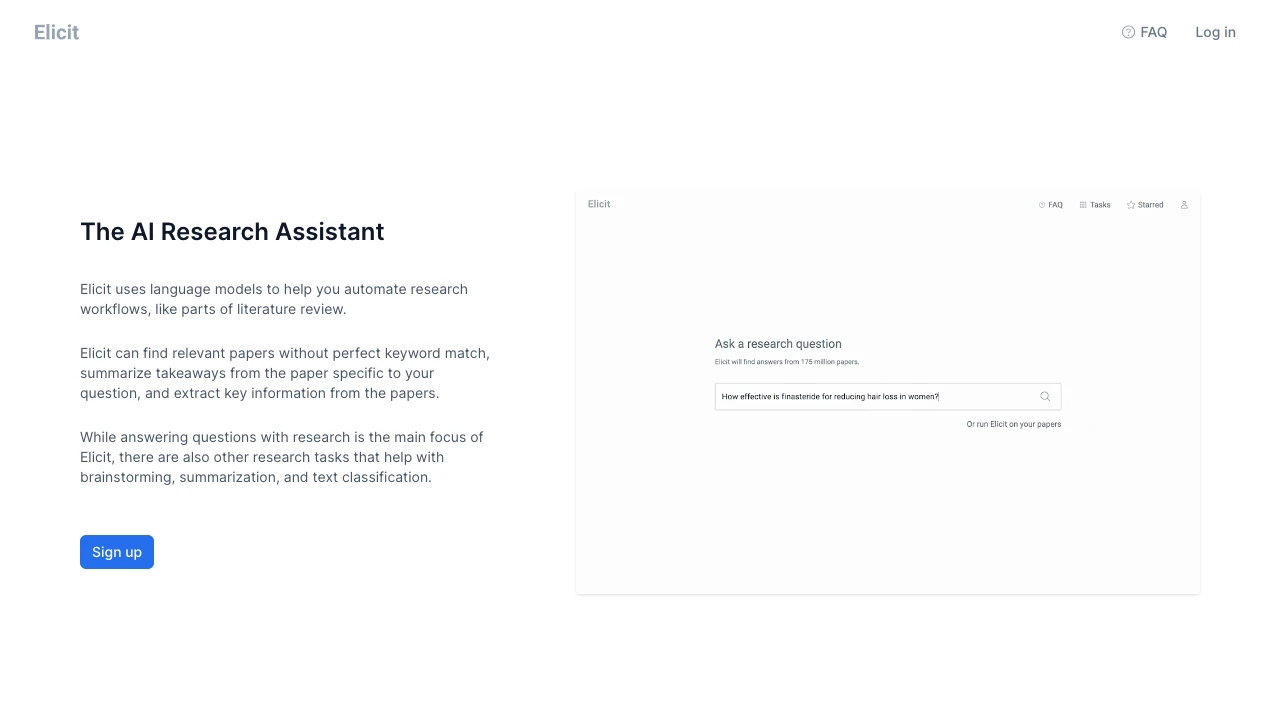 Elicit
FAQ
Log in
The AI Research Assistant
Elicit uses language models to help you automate research
workflows, like parts of literature review.
Elicit can find relevant papers without perfect keyword match,
summarize takeaways from the paper specific to your
question, and extract key information from the papers.
While answering questions with research is the main focus of
Elicit, there are also other research tasks that help with
brainstorming, summarization, and text classification.
Sign up
Elicit
FAQ
Tasks
Starred
Ask a research question
Elicit will find answers from 175 million papers.
How effective is finasteride for reducing hair loss in women?
Or run Elicit on your papers